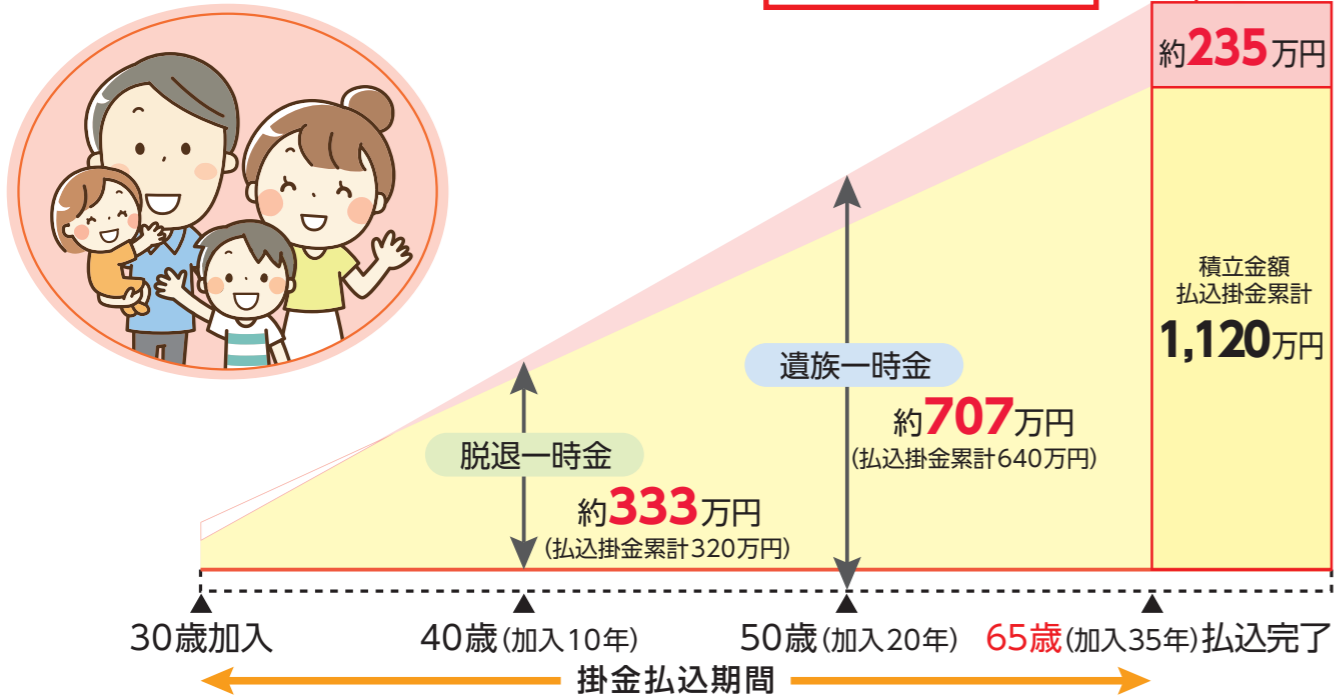 約235万円
積立金額
払込掛金累計
1,120万円
遺族一時金
約707万円
(払込掛金累計640万円)
脱退一時金
約333万円
(払込掛金累計320万円)
30歳加入
40歳(加入10年)
50歳(加入20年)
65歳(加入35年)払込完了
掛金払込期間